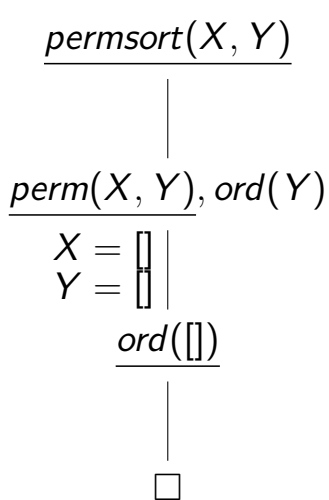 permsort(X, Y)
perm(X, Y), ord(Y)
X = []
Y = []
ord([])
□